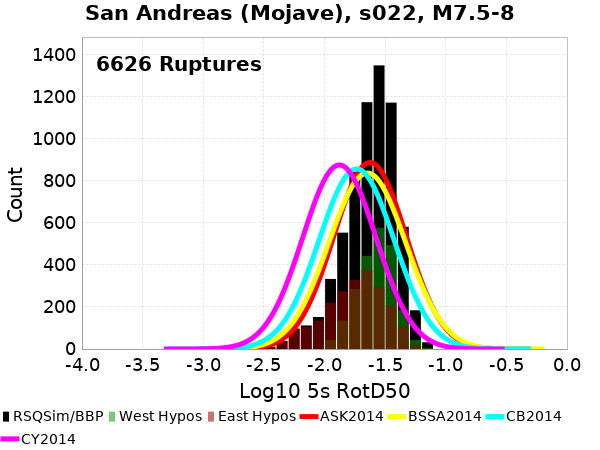 San Andreas (Mojave), s022, M7.5-8
6626 Ruptures
1400
1200
1000
800
600
400
200
0
Count
-4.0 -3.5 -3.0 -2.5 -2.0 -1.5 -1.0 -0.5 0.0
Log10 5s RotD50
RSQSim/BBP West Hypos East Hypos ASK2014 BSSA2014 CB2014
CY2014